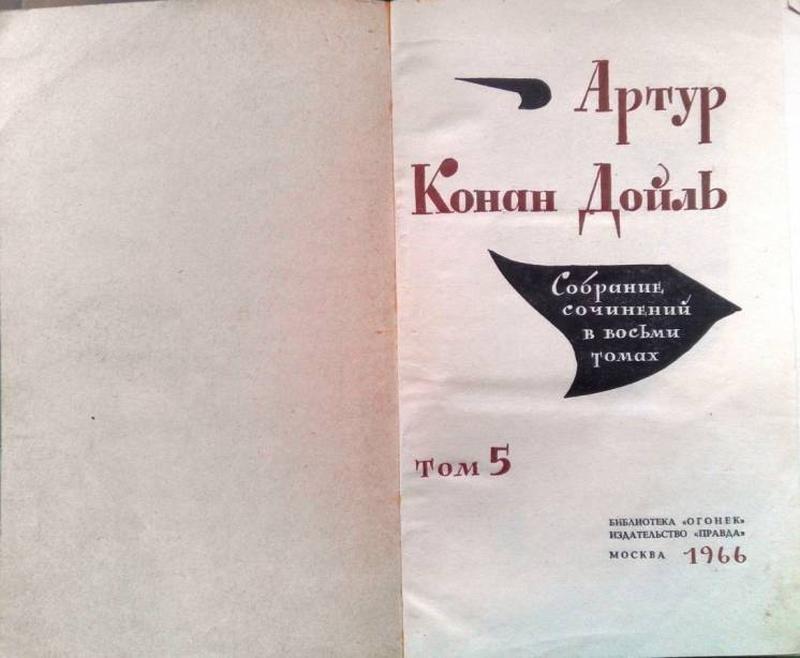 Артур
Конан Дойль
Собрание
сочинений
в восьми
томах
Том 5
БИБЛИОТЕКА «ОГОНЕК»
ИЗДАТЕЛЬСТВО «ПРАВДА»
МОСКВА 1966